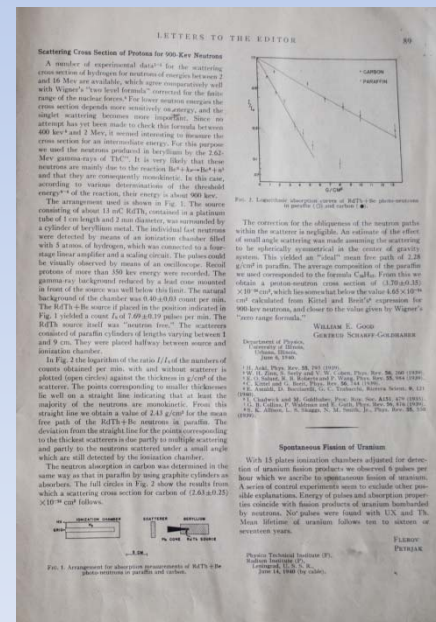 LETTERS TO THE EDITOR
89
Scattering Cross Section of Protons for 900-Kev Neutrons
A number of experimental data for the scattering
cross section of hydrogen for neutrons of energies between 2
and 16 Mev are available, which agree comparatively well
with Wigner's "two level formula" corrected for the finite
range of the nuclear forces. For lower neutron energies the
cross section depends more sensitively on energy, and the
singlet scattering becomes more important. Since no
attempt has yet been made to check this formula between
400 kev and 2 Mev, it seemed interesting to measure the
cross section for an intermediate energy. For this purpose
we used the neutrons produced in beryllium by the 2.62-
Mev gamma-rays of ThC''. It is very likely that these
neutrons are mainly due to the reaction
and that they are consequently monokinetic. In this case,
according to various determinations of the threshold
energy their energy is about 900 kev.
The arrangement used is shown in Fig. 1. The source
consisting of about 13 mC RdTh, contained in a platinum
tube of 1 cm length and 2 mm diameter, was surrounded by
a cylinder of beryllium metal. The individual fast neutrons
were detected by means of an ionization chamber filled
with 5 atmos. of hydrogen, which was connected to a four-
stage linear amplifier and a scaling circuit. The pulses could
be visually observed by means of an oscilloscope. Recoil
protons of more than 350 kev energy were recorded. The
gamma-ray background reduced by a lead cone mounted
in front of the source was well below this limit. The natural
background of the chamber was 0.40±0.03 count per min.
The RdTh+Be source if placed in the position indicated in
Fig. 1 yielded a count I₀ of 7.69±0.19 pulses per min. The
RdTh source itself was "neutron free." The scatterers
consisted of paraffin cylinders of lengths varying between 1
and 9 cm. They were placed halfway between source and
ionization chamber.
In Fig. 2 the logarithm of the ratio I/I₀ of the numbers of
counts obtained per min. with and without scatterer is
plotted (open circles) against the thickness in g/cm² of the
scatterer. The points corresponding to smaller thicknesses
lie well on a straight line indicating that at least the
majority of the neutrons are monokinetic. From this
straight line we obtain a value of 2.43 g/cm² for the mean
free path of the RdTh+Be neutrons in paraffin. The
deviation from the straight line for the points corresponding
to the thickest scatterers is due partly to multiple scattering
and partly to the neutrons scattered under a small angle
which are still detected by the ionization chamber.
The neutron absorption in carbon was determined in the
same way as that in paraffin by using graphite cylinders as
absorbers. The full circles in Fig. 2 show the results from
which a scattering cross section for carbon of (2.63±0.25)
×10⁻²⁴ cm² follows.
IONIZATION CHAMBER
SCATTERER
BERYLLIUM
Pb CONE
RdTh SOURCE
5 CM
FIG. 1. Arrangement for absorption measurements of RdTh+Be
photo-neutrons in paraffin and carbon.
CARBON
PARAFFIN
G/CM²
FIG. 2. Logarithmic absorption curves of RdTh+Be photo-neutrons
in paraffin (○) and carbon (●).
The correction for the obliqueness of the neutron paths
within the scatterer is negligible. An estimate of the effect
of small angle scattering was made assuming the scattering
to be spherically symmetrical in the center of gravity
system. This yielded an "ideal" mean free path of 2.28
g/cm² in paraffin. The average composition of the paraffin
we used corresponded to the formula From this we
obtain a proton-neutron cross section of (3.70±0.35)
×10⁻²⁴ cm², which lies somewhat below the value 4.65×10⁻²⁴
cm² calculated from Kittel and Breit's expression for
900-kev neutrons, and closer to the value given by Wigner's
"zero range formula."
WILLIAM E. GOOD
GERTRUD SCHARFF-GOLDHABER
Department of Physics,
University of Illinois,
Urbana, Illinois,
June 8, 1940.
Spontaneous Fission of Uranium
With 15 plates ionization chambers adjusted for detec-
tion of uranium fission products we observed 6 pulses per
hour which we ascribe to spontaneous fission of uranium.
A series of control experiments seem to exclude other pos-
sible explanations. Energy of pulses and absorption proper-
ties coincide with fission products of uranium bombarded
by neutrons. No pulses were found with UX and Th.
Mean lifetime of uranium follows ten to sixteen or
seventeen years.
FLEROV
PETRJAK
Physico Technical Institute (F),
Radium Institute (P),
Leningrad, U. S. S. R.,
June 14, 1940 (by cable).